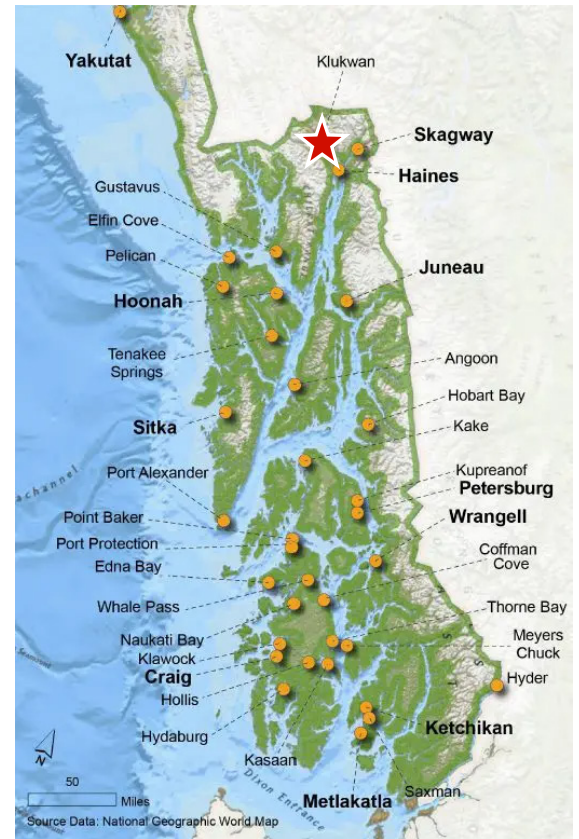 Yakutat
Klukwan
Skagway
Haines
Gustavus
Elfin Cove
Pelican
Juneau
Hoonah
Tenakee
Springs
Angoon
Hobart Bay
Sitka
Kake
Port Alexander
Kupreanof
Petersburg
Point Baker
Wrangell
Port Protection
Coffman
Cove
Edna Bay
Whale Pass
Thorne Bay
Naukati Bay
Meyers
Chuck
Klawock
Craig
Hyder
Hollis
Hydaburg
Ketchikan
Kasaan
Saxman
Metlakatla
Dixon Entrance
achannel
Seamount
N
50
Miles
Source Data: National Geographic World Map